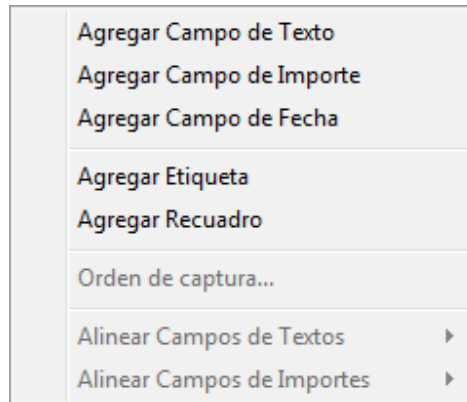 Agregar Campo de Texto
Agregar Campo de Importe
Agregar Campo de Fecha
Agregar Etiqueta
Agregar Recuadro
Orden de captura...
Alinear Campos de Textos
Alinear Campos de Importes